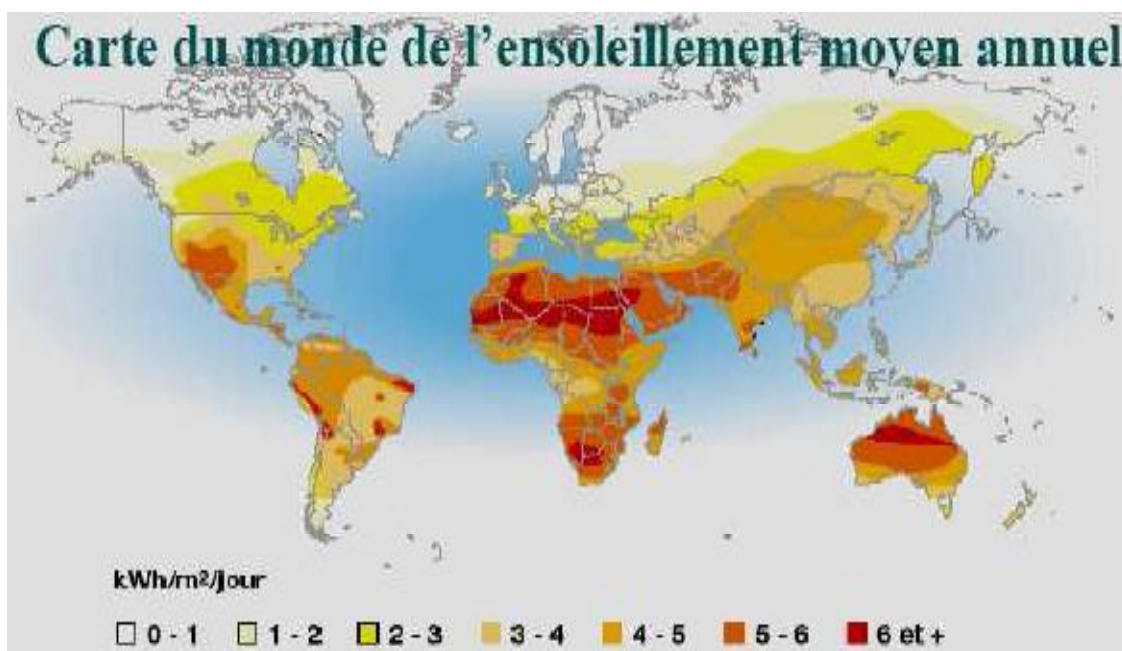 Carte du monde de l’ensoleillement moyen annuel
kWh/m²/jour
0 - 1 1 - 2 2 - 3 3 - 4 4 - 5 5 - 6 6 et +